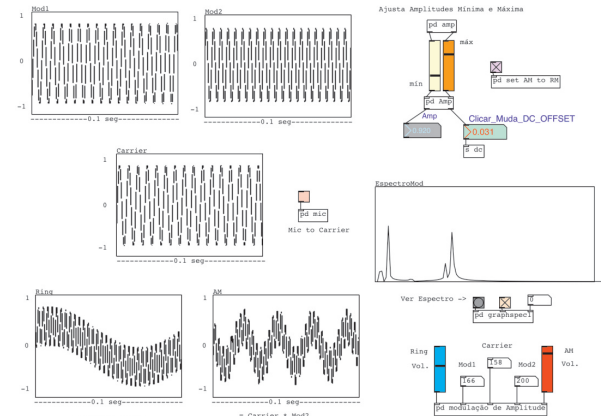 Mod1
1
0
-1
0.1 seg
Mod2
1
0
-1
0.1 seg
Ajusta Amplitudes Mínima e Máxima
pd amp
máx
mín
pd Amp
pd set AM to RM
Amp
Clicar_Muda_DC_OFFSET
0.031
s dc
Carrier
1
0
-1
0.1 seg
pd mic
Mic to Carrier
EspectroMod
Ver Espectro ->
0
pd graphapecl
Ring
1
0
-1
0.1 seg
AM
1
0
-1
0.1 seg
= Carrier * Mod2
Ring
Vol.
Carrier
158
Mod1
166
Mod2
200
AM
Vol.
pd modulação de Amplitude